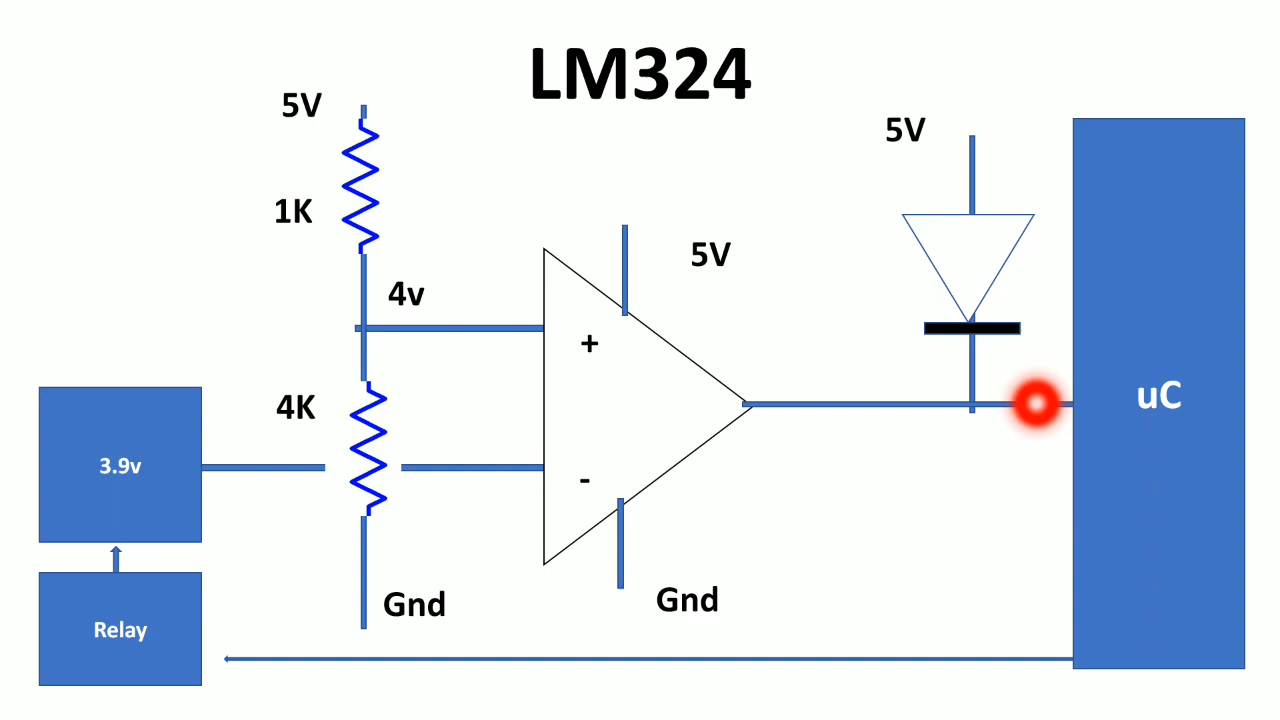 LM324
5V
5V
1K
5V
4v
+
uC
4K
3.9v
-
Gnd
Gnd
Relay